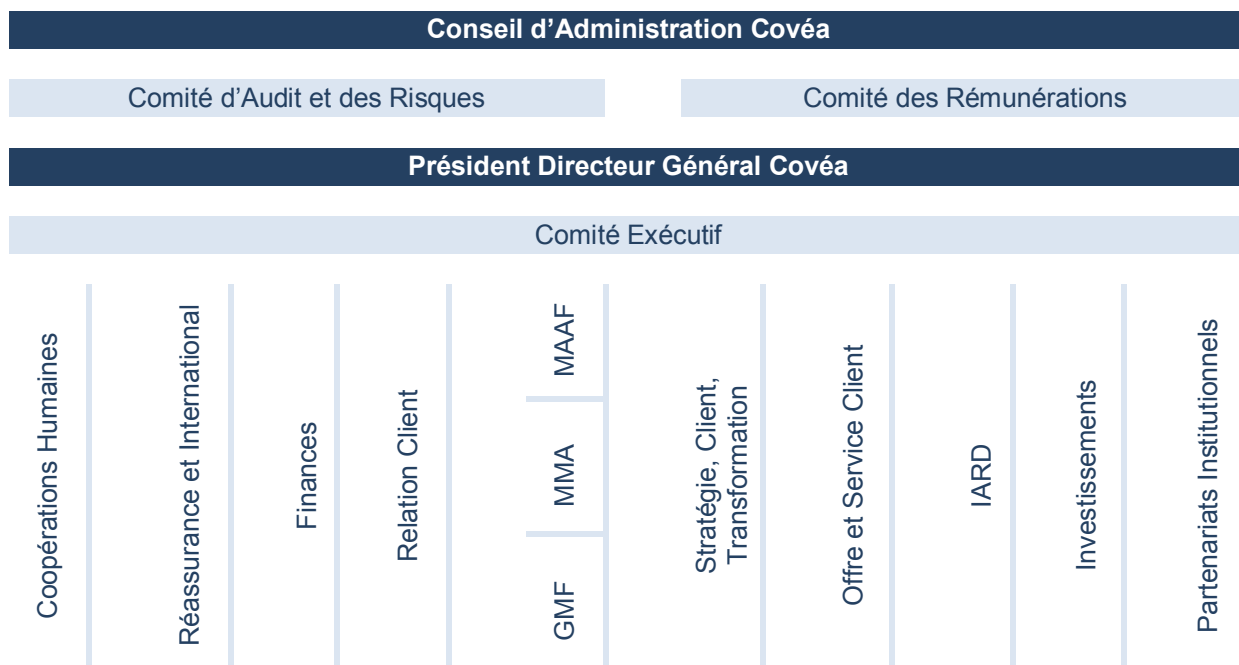 Conseil d’Administration Covéa
Comité d’Audit et des Risques
Comité des Rémunérations
Président Directeur Général Covéa
Comité Exécutif
Coopérations Humaines
Réassurance et International
Finances
Relation Client
MAAF
MMA
GMF
Stratégie, Client,
Transformation
Offre et Service Client
IARD
Investissements
Partenariats Institutionnels